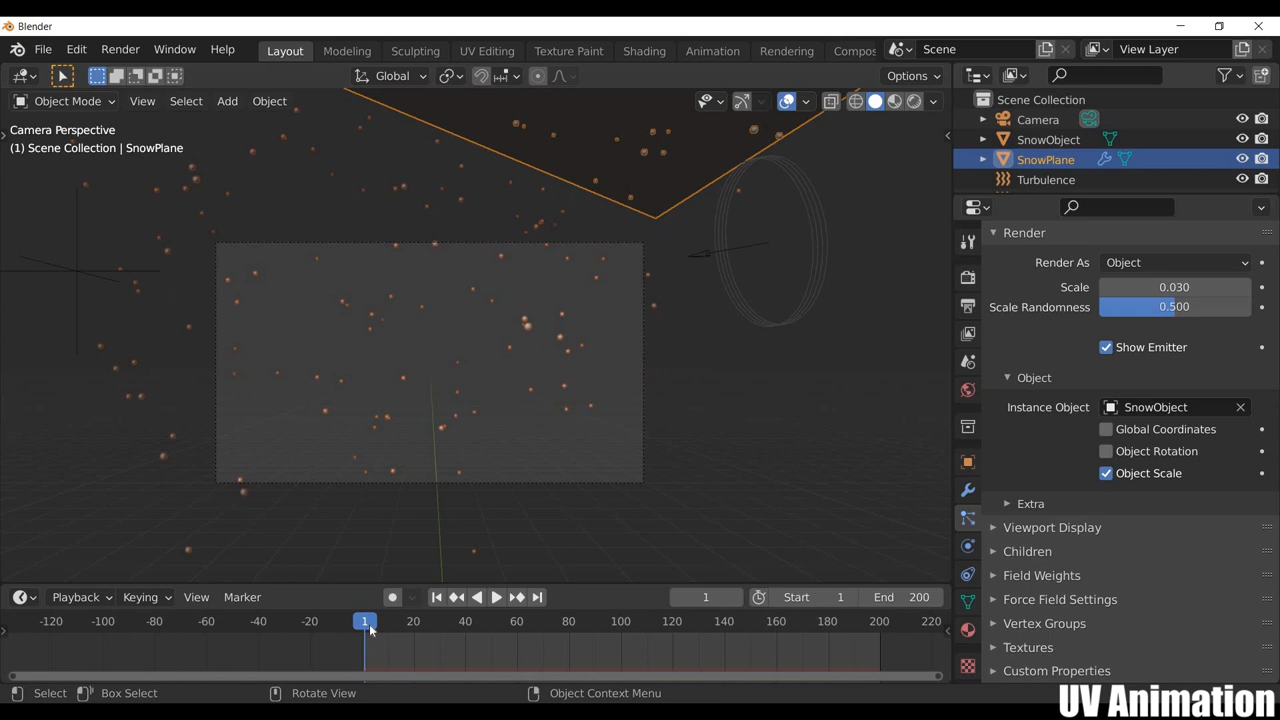 Blender
File Edit Render Window Help
Layout Modeling Sculpting UV Editing Texture Paint Shading Animation Rendering Compos
Scene
View Layer
Global
Options
Object Mode View Select Add Object
Camera Perspective
(1) Scene Collection | SnowPlane
Scene Collection
Camera
SnowObject
SnowPlane
Turbulence
Render
Render As Object
Scale 0.030
Scale Randomness 0.500
Show Emitter
Object
Instance Object SnowObject
Global Coordinates
Object Rotation
Object Scale
Extra
Viewport Display
Children
Field Weights
Force Field Settings
Vertex Groups
Textures
Custom Properties
Playback Keying View Marker
1 Start 1 End 200
-120 -100 -80 -60 -40 -20 1 20 40 60 80 100 120 140 160 180 200 220
Select Box Select Rotate View Object Context Menu
UV Animation